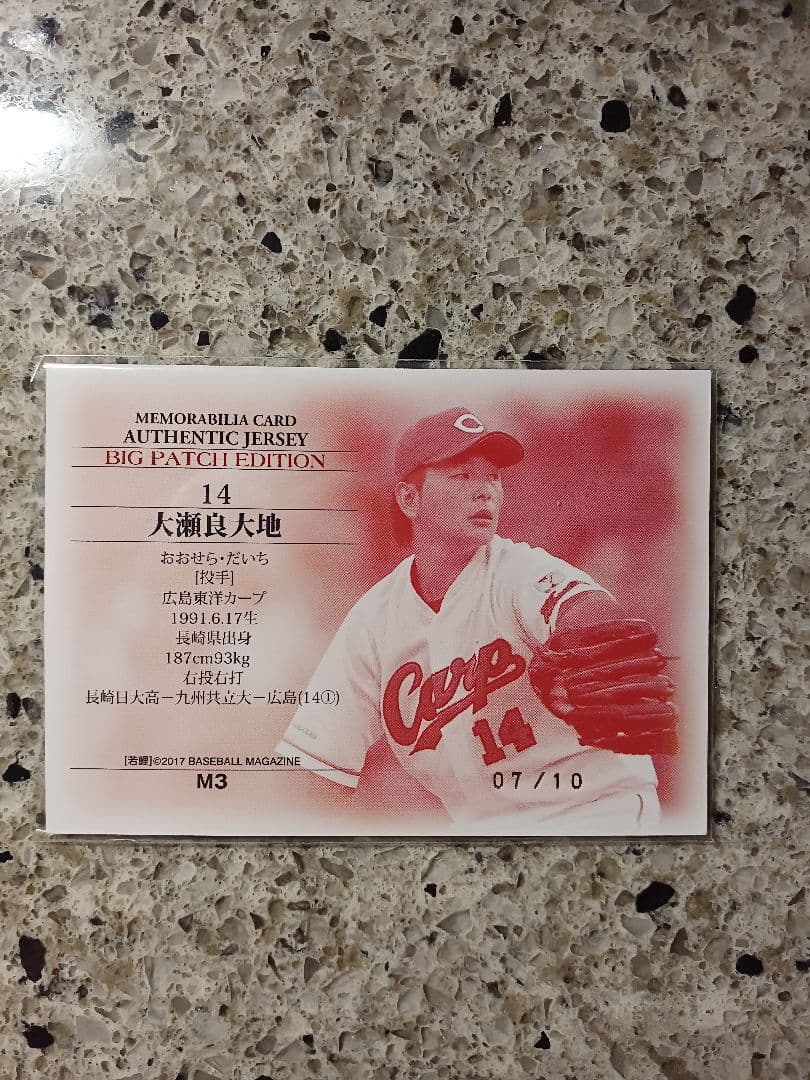 MEMORABILIA CARD
AUTHENTIC JERSEY
BIG PATCH EDITION
14
大瀬良大地
おおせら・だいち
[投手]
広島東洋カープ
1991.6.17生
長崎県出身
187cm93kg
右投右打
長崎日大高－九州共立大－広島(14①)
[若鯉]©2017 BASEBALL MAGAZINE
M3
C
Carp
14
07/10